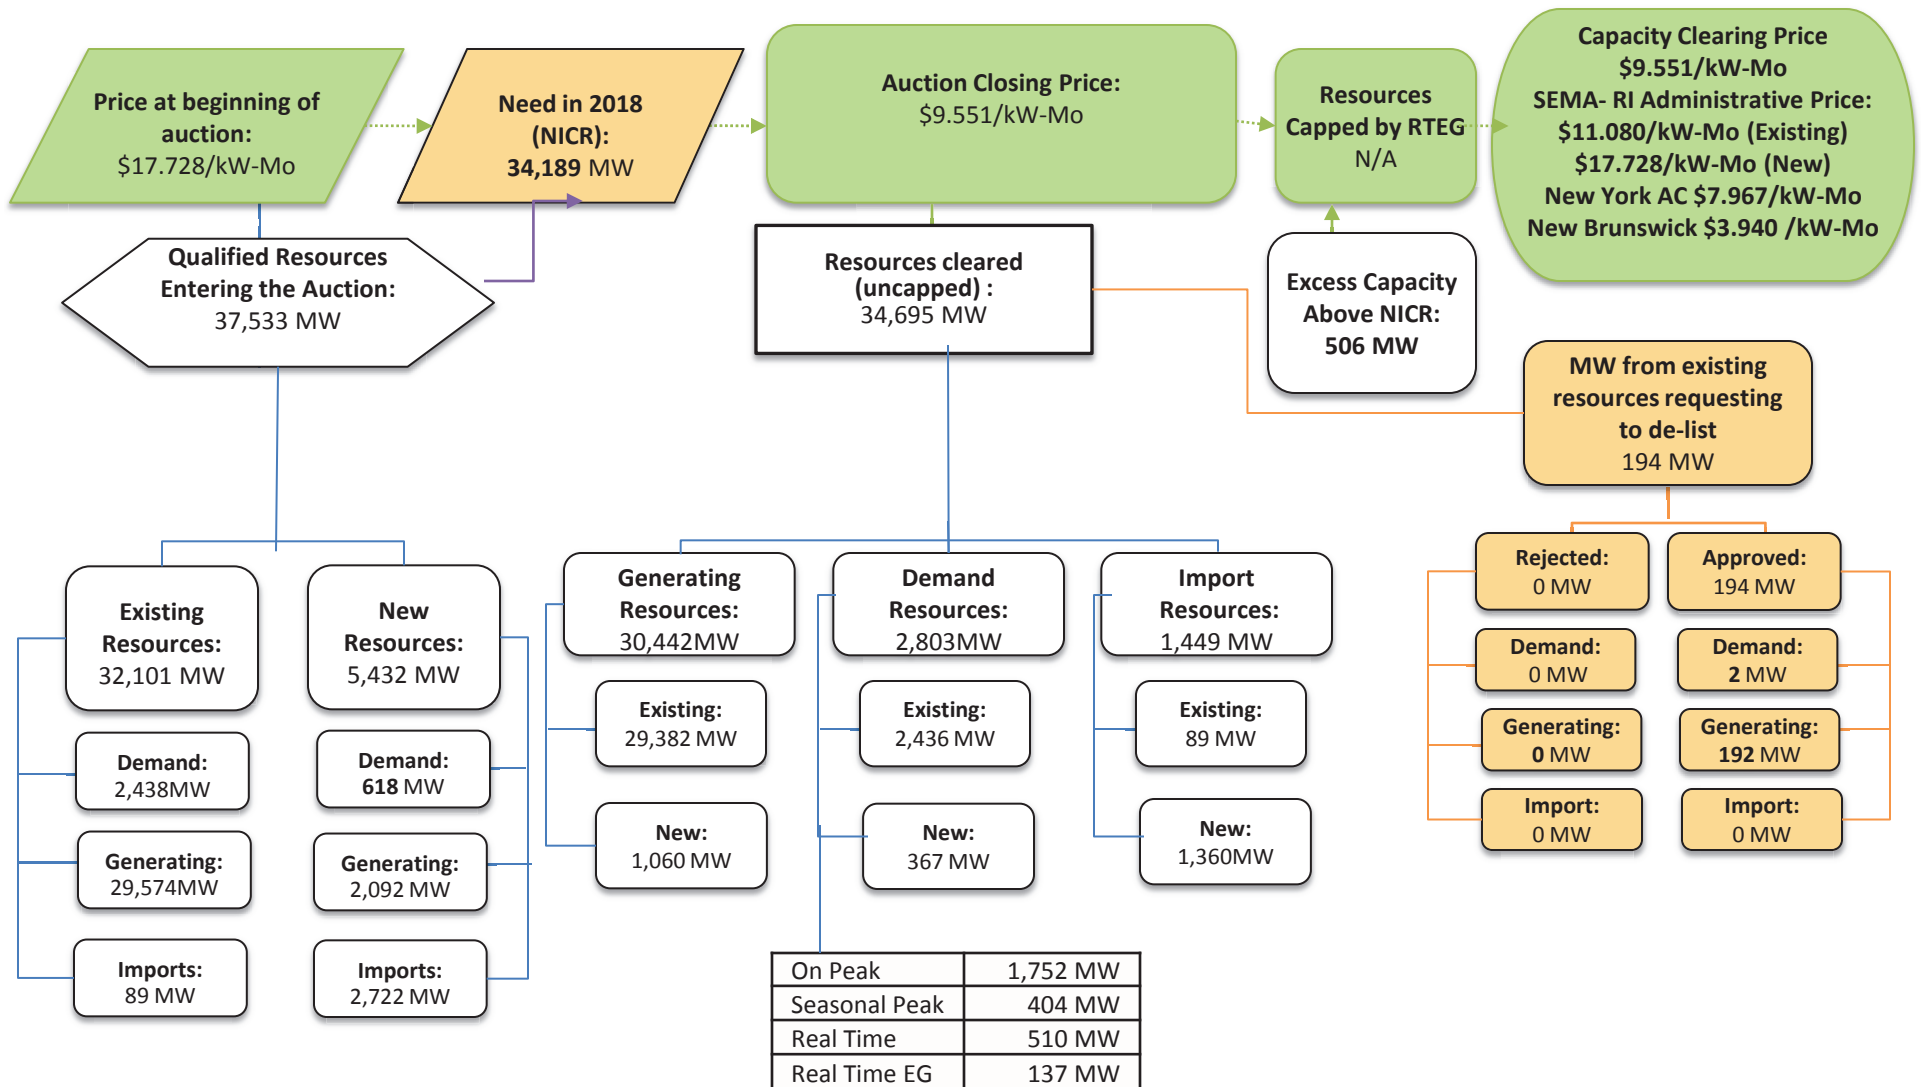 Price at beginning of
auction:
$17.728/kW-Mo
Need in 2018
(NICR):
34,189 MW
Auction Closing Price:
$9.551/kW-Mo
Resources
Capped by RTEG
N/A
Capacity Clearing Price
$9.551/kW-Mo
SEMA- RI Administrative Price:
$11.080/kW-Mo (Existing)
$17.728/kW-Mo (New)
New York AC $7.967/kW-Mo
New Brunswick $3.940 /kW-Mo
Qualified Resources
Entering the Auction:
37,533 MW
Resources cleared
(uncapped) :
34,695 MW
Excess Capacity
Above NICR:
506 MW
MW from existing
resources requesting
to de-list
194 MW
Existing
Resources:
32,101 MW
Demand:
2,438MW
Generating:
29,574MW
Imports:
89 MW
New
Resources:
5,432 MW
Demand:
618 MW
Generating:
2,092 MW
Imports:
2,722 MW
Generating
Resources:
30,442MW
Existing:
29,382 MW
New:
1,060 MW
Demand
Resources:
2,803MW
Existing:
2,436 MW
New:
367 MW
Import
Resources:
1,449 MW
Existing:
89 MW
New:
1,360MW
Rejected:
0 MW
Demand:
0 MW
Generating:
0 MW
Import:
0 MW
Approved:
194 MW
Demand:
2 MW
Generating:
192 MW
Import:
0 MW
On Peak 1,752 MW
Seasonal Peak 404 MW
Real Time 510 MW
Real Time EG 137 MW